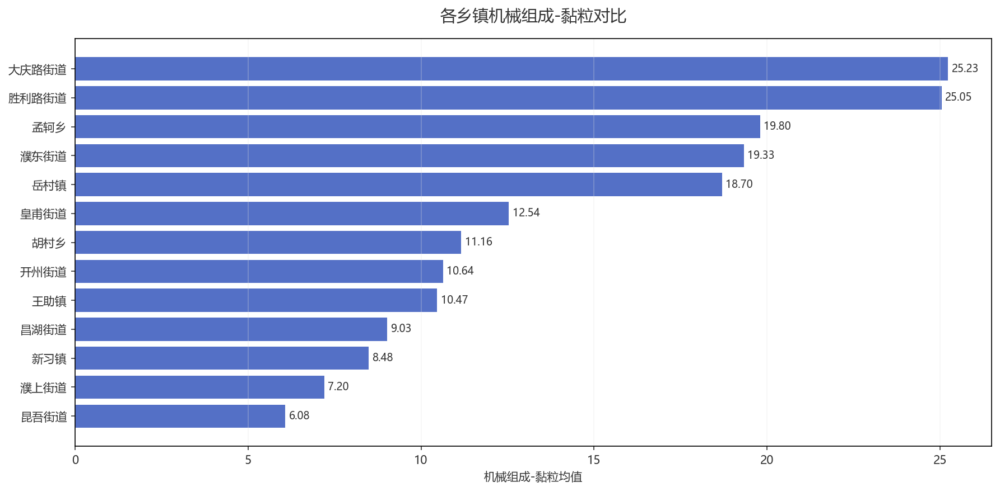 各乡镇机械组成-黏粒对比
大庆路街道 25.23
胜利路街道 25.05
孟轲乡 19.80
濮东街道 19.33
岳村镇 18.70
皇甫街道 12.54
胡村乡 11.16
开州街道 10.64
王助镇 10.47
昌湖街道 9.03
新习镇 8.48
濮上街道 7.20
昆吾街道 6.08
0 5 10 15 20 25
机械组成-黏粒均值